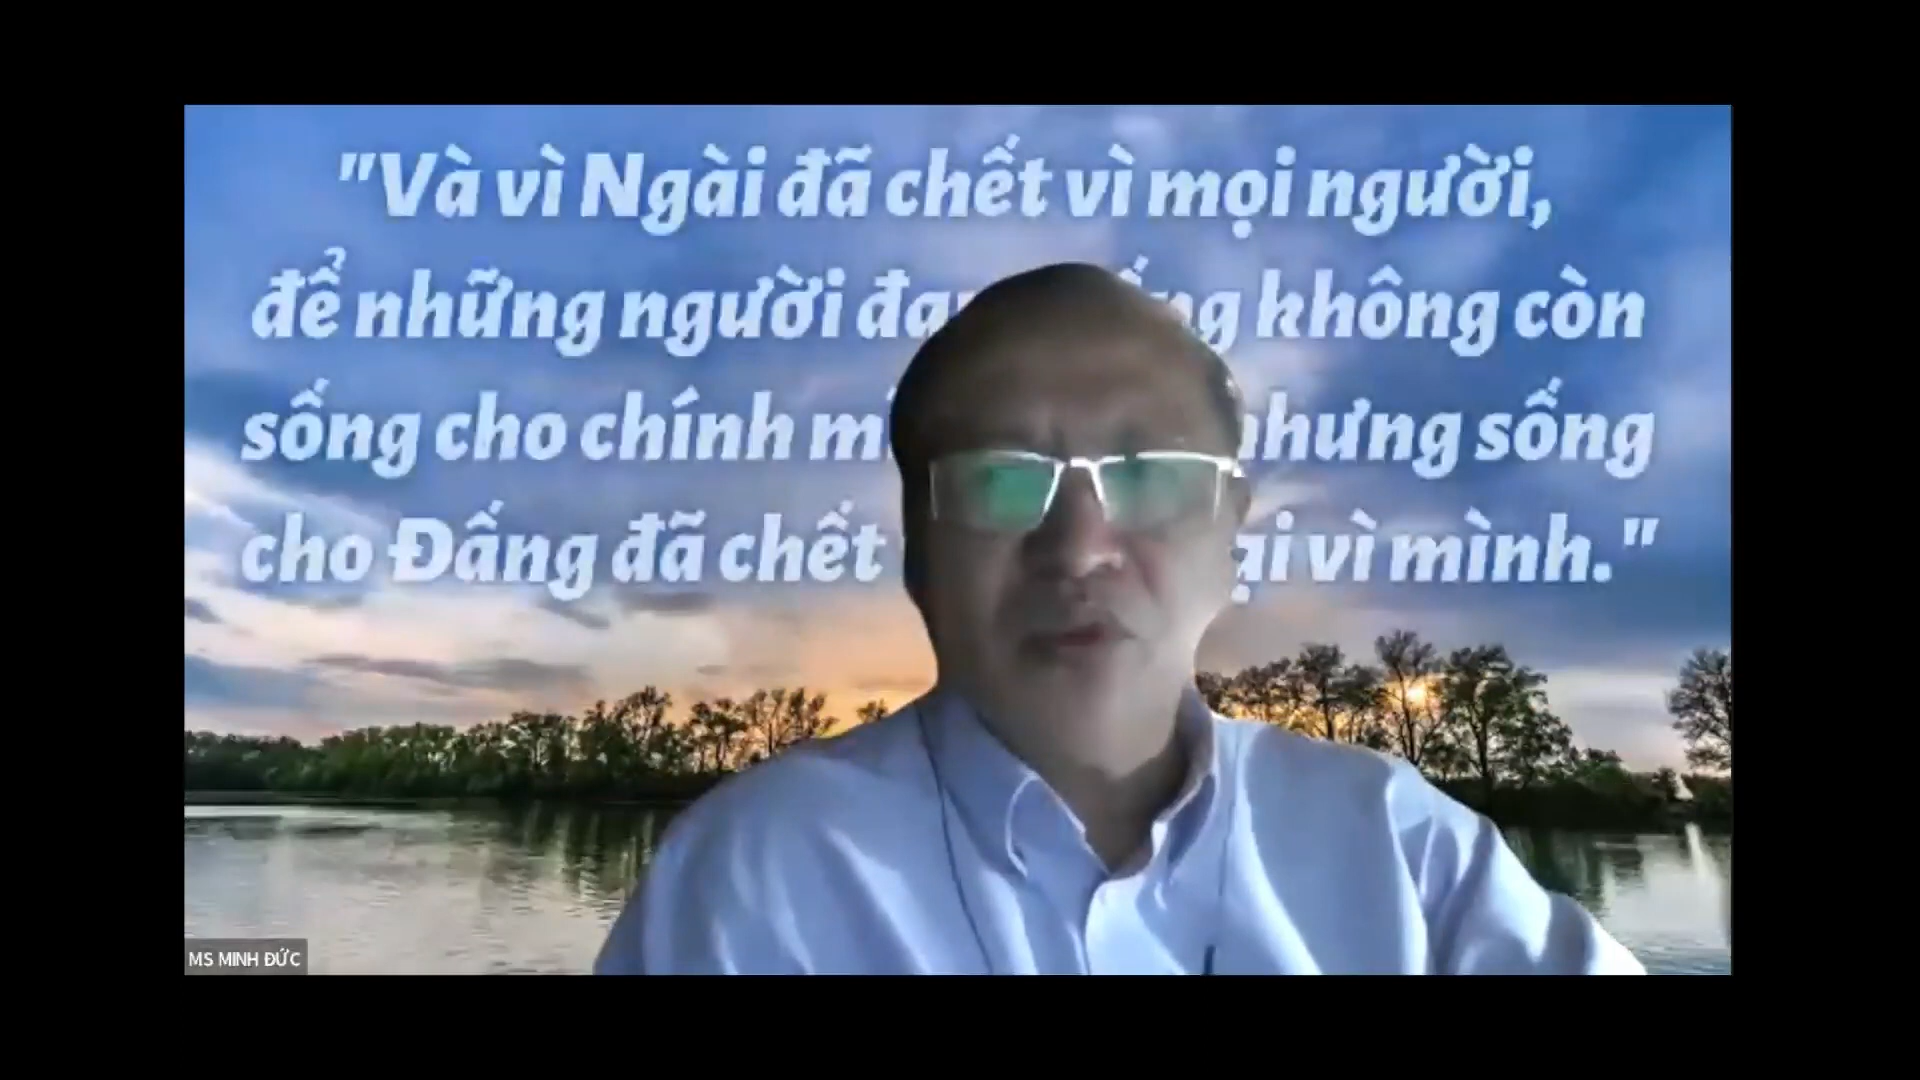 "Và vì Ngài đã chết vì mọi người,
để những người không còn
sống cho chính nhưng sống
cho Đấng đã chết vì mình."
MS MINH ĐỨC